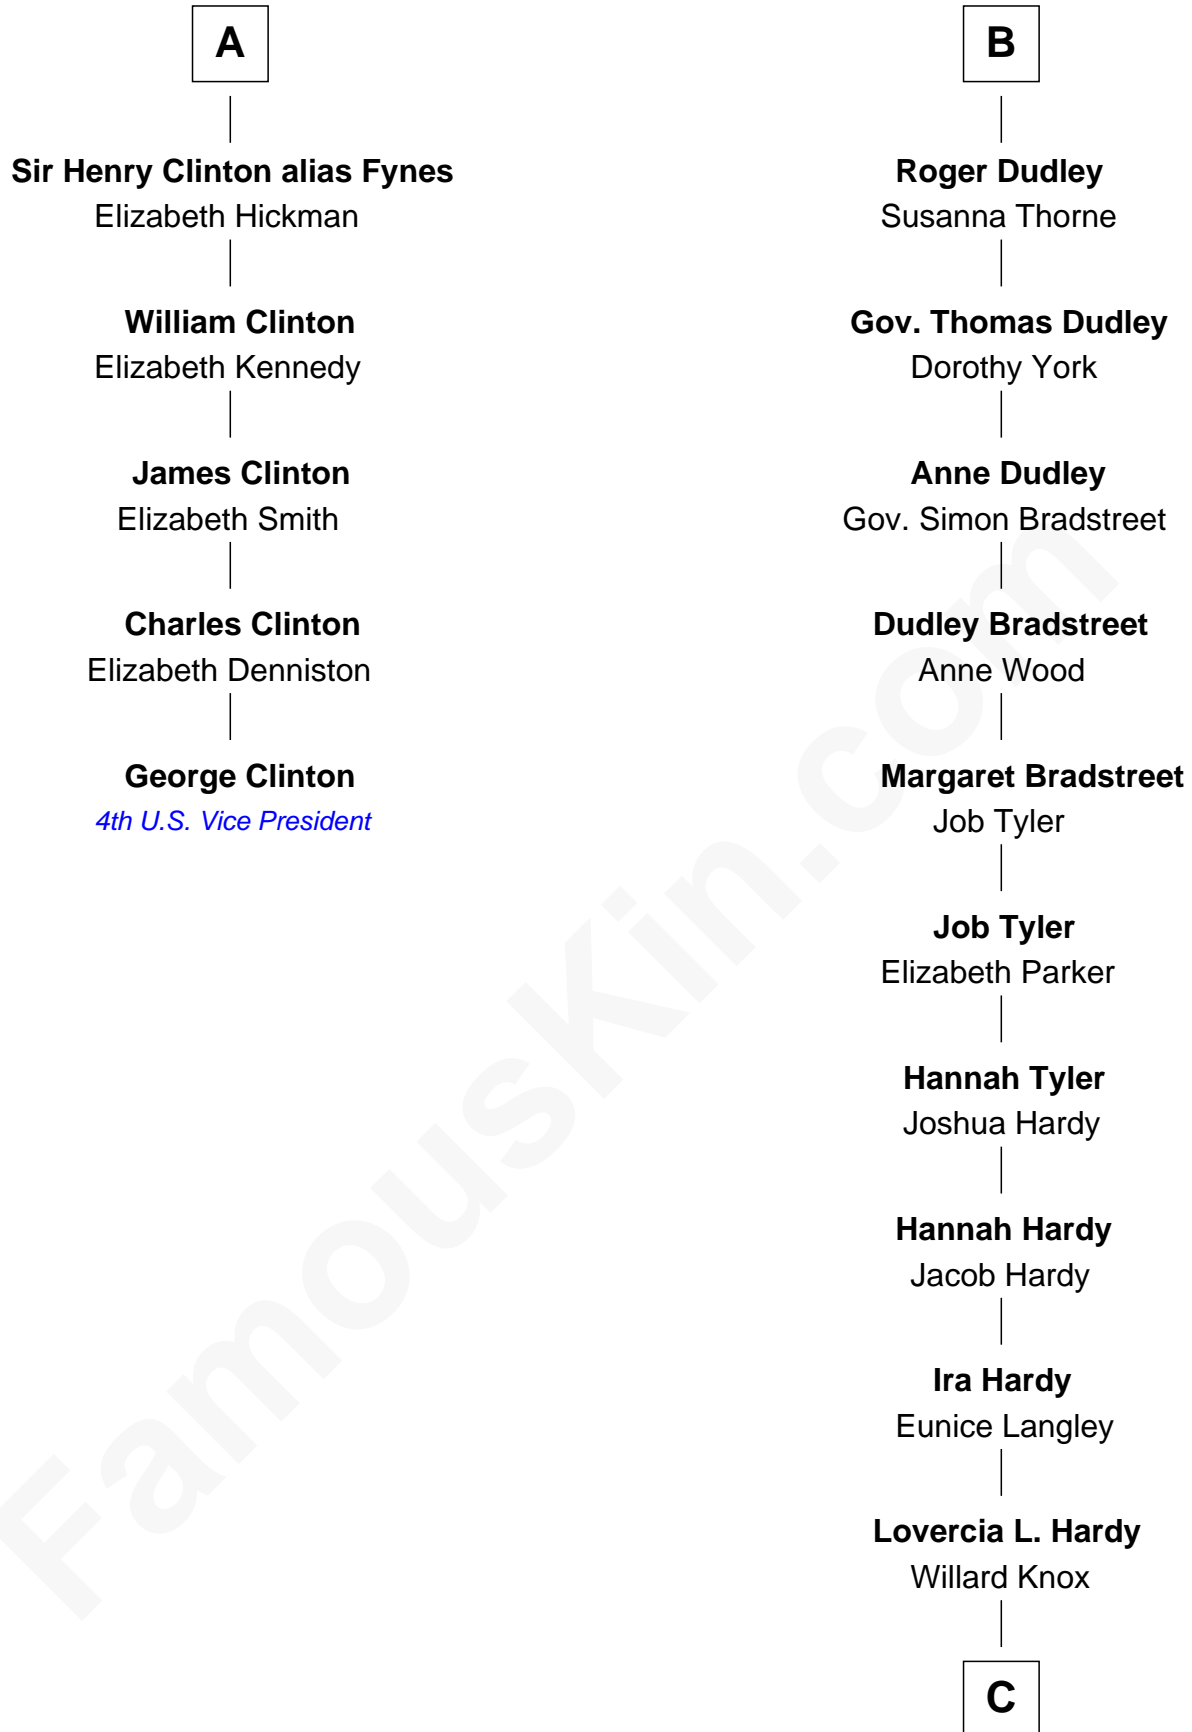 A
Sir Henry Clinton alias Fynes
Elizabeth Hickman
William Clinton
Elizabeth Kennedy
James Clinton
Elizabeth Smith
Charles Clinton
Elizabeth Denniston
George Clinton
4th U.S. Vice President
B
Roger Dudley
Susanna Thorne
Gov. Thomas Dudley
Dorothy York
Anne Dudley
Gov. Simon Bradstreet
Dudley Bradstreet
Anne Wood
Margaret Bradstreet
Job Tyler
Job Tyler
Elizabeth Parker
Hannah Tyler
Joshua Hardy
Hannah Hardy
Jacob Hardy
Ira Hardy
Eunice Langley
Lovercia L. Hardy
Willard Knox
C
FamousKin.com